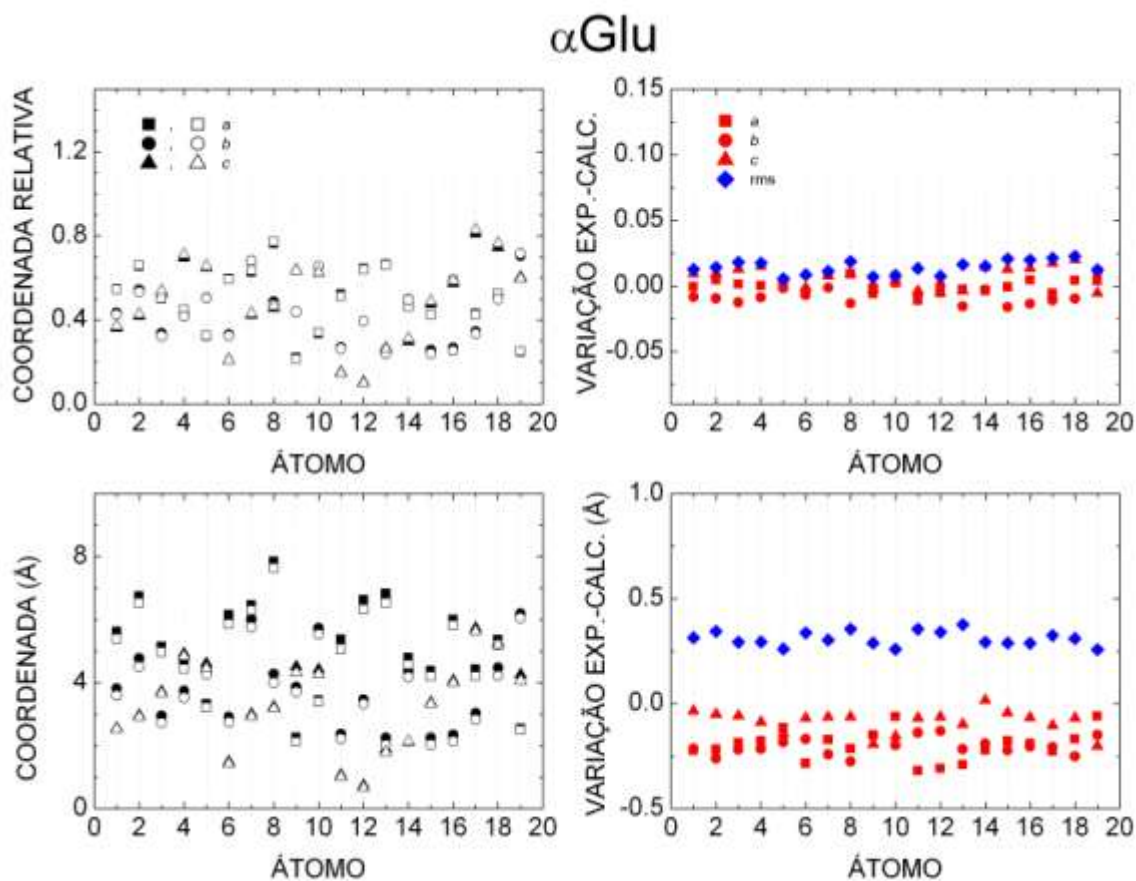 αGlu
COORDENADA RELATIVA
1.2
0.8
0.4
0.0
, a
, b
, c
0 2 4 6 8 10 12 14 16 18 20
ÁTOMO
VARIAÇÃO EXP.-CALC.
0.15
0.10
0.05
0.00
-0.05
a
b
c
rms
0 2 4 6 8 10 12 14 16 18 20
ÁTOMO
COORDENADA (Å)
8
4
0
0 2 4 6 8 10 12 14 16 18 20
ÁTOMO
VARIAÇÃO EXP.-CALC. (Å)
1.0
0.5
0.0
-0.5
0 2 4 6 8 10 12 14 16 18 20
ÁTOMO